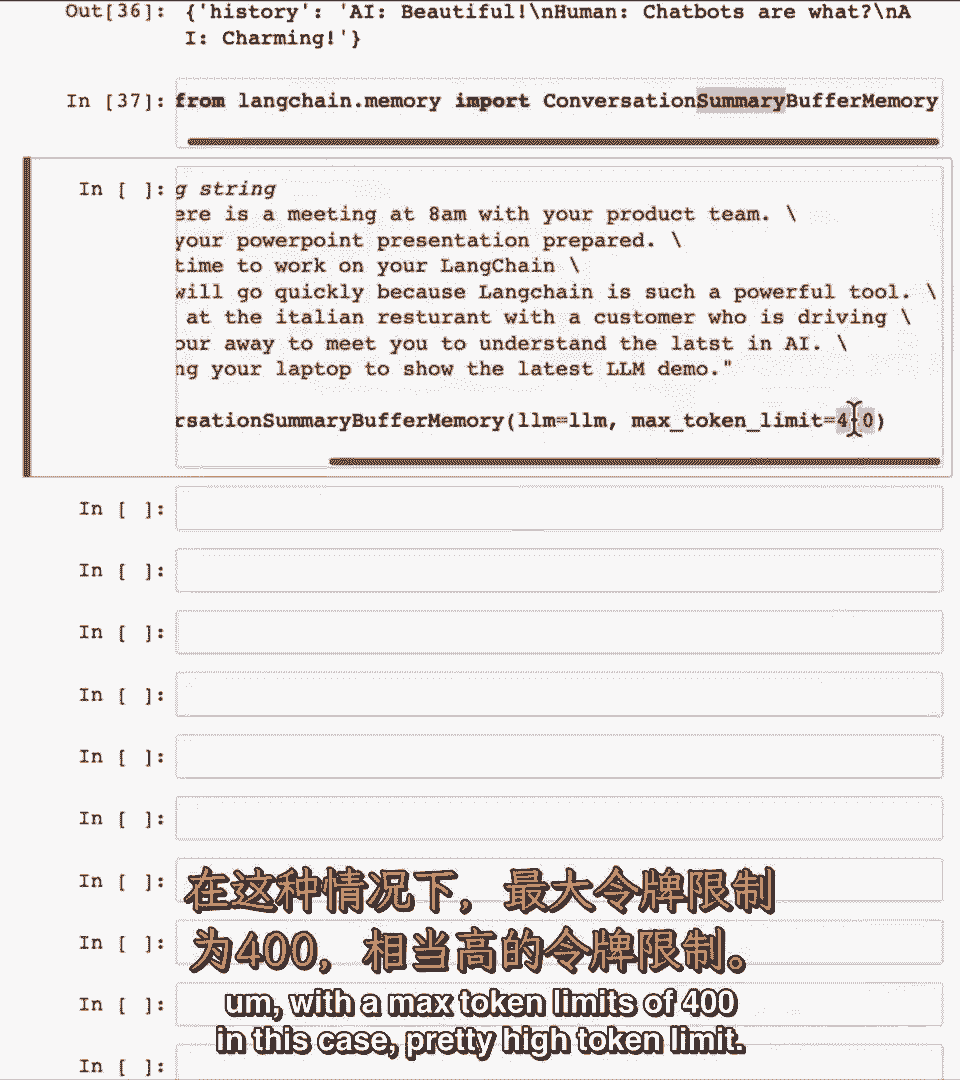 Out[36]: {'history': 'AI: Beautiful!\nHuman: Chatbots are what?\nA
I: Charming!'}
In [37]: from langchain.memory import ConversationSummaryBufferMemory
In [ ]: g string
ere is a meeting at 8am with your product team. \
your powerpoint presentation prepared. \
time to work on your LangChain \
will go quickly because Langchain is such a powerful tool. \
at the italian resturant with a customer who is driving \
our away to meet you to understand the latst in AI. \
ng your laptop to show the latest LLM demo."
rsationSummaryBufferMemory(llm=llm, max_token_limit=400)
In [ ]:
In [ ]:
In [ ]:
In [ ]:
In [ ]:
In [ ]:
In [ ]:
在这种情况下，最大令牌限制
In [ ]:
为400，相当高的令牌限制。
In [ ]:
um, with a max token limits of 400
in this case, pretty high token limit.
In [ ]: